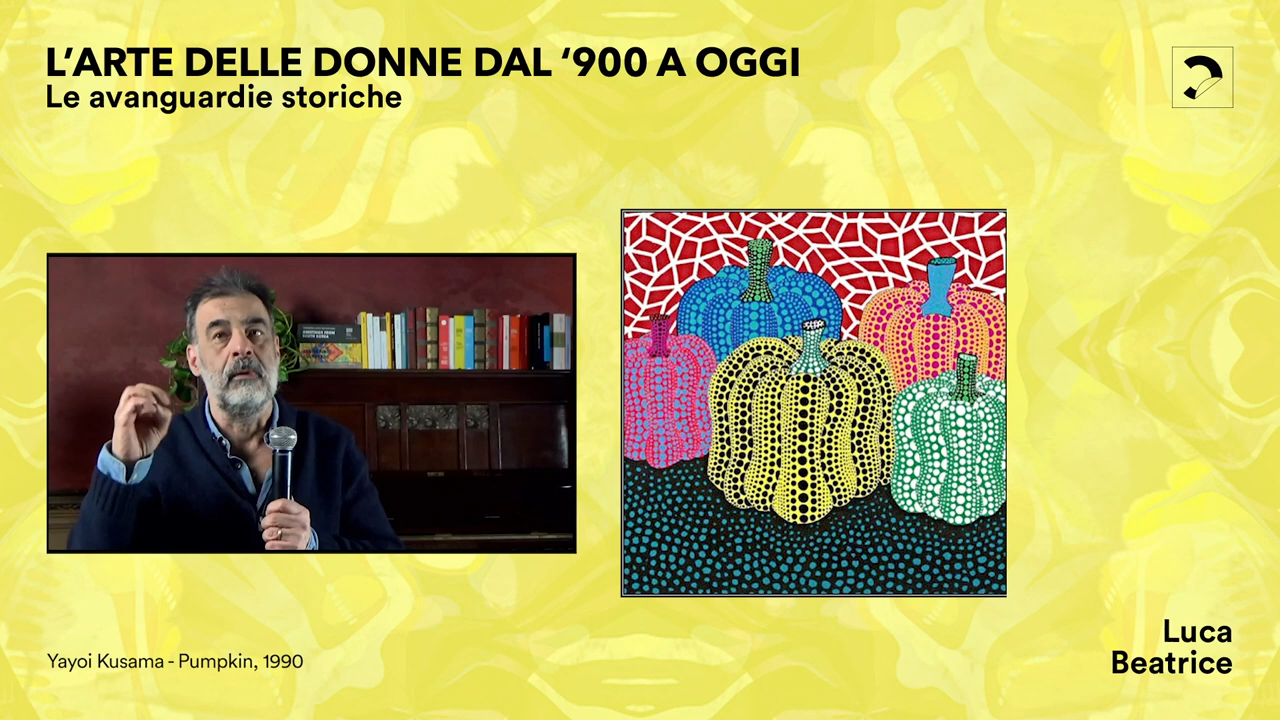 L'ARTE DELLE DONNE DAL ‘900 A OGGI
Le avanguardie storiche
Yayoi Kusama - Pumpkin, 1990
Luca
Beatrice